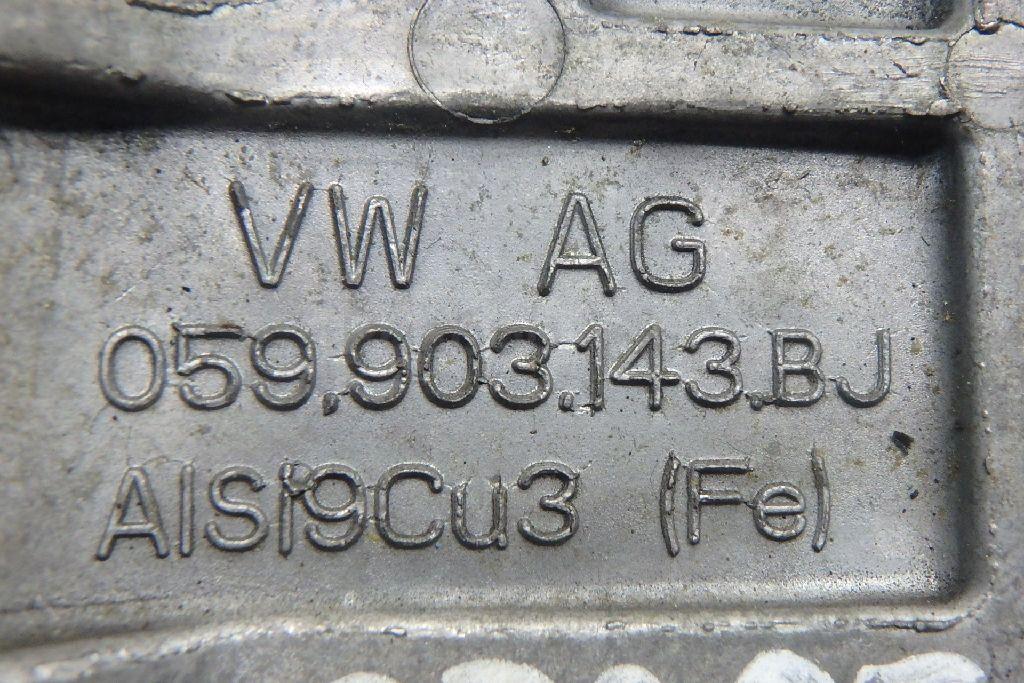 VW AG
059.903.143.BJ
AlSi9Cu3 (Fe)